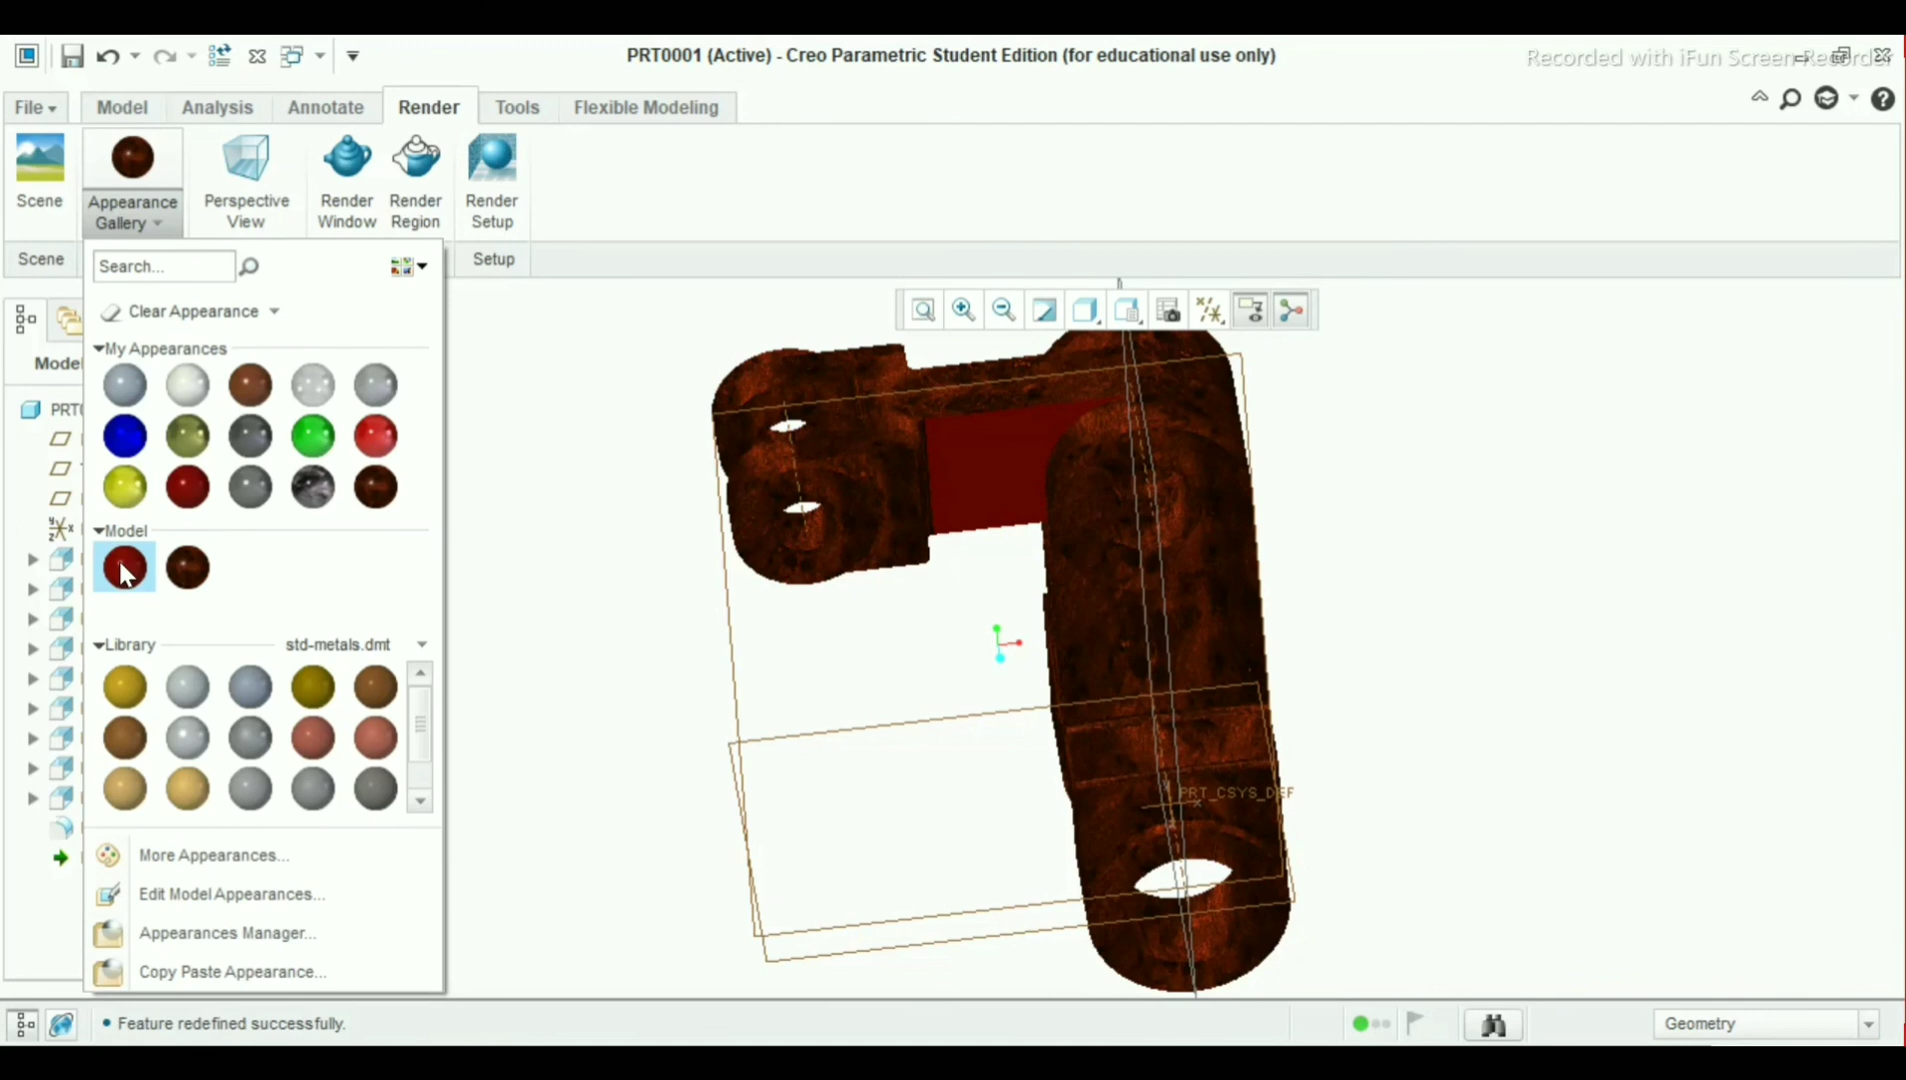 PRT0001 (Active) - Creo Parametric Student Edition (for educational use only)
Recorded with iFun Screen Recorder
File Model Analysis Annotate Render Tools Flexible Modeling
Scene
Appearance Gallery
Perspective View
Render Window
Render Region
Render Setup
Scene
Setup
Search...
Clear Appearance
My Appearances
Mode
PRT
Model
Library std-metals.dmt
PRT_CSYS_DEF
More Appearances...
Edit Model Appearances...
Appearances Manager...
Copy Paste Appearance...
Feature redefined successfully.
Geometry